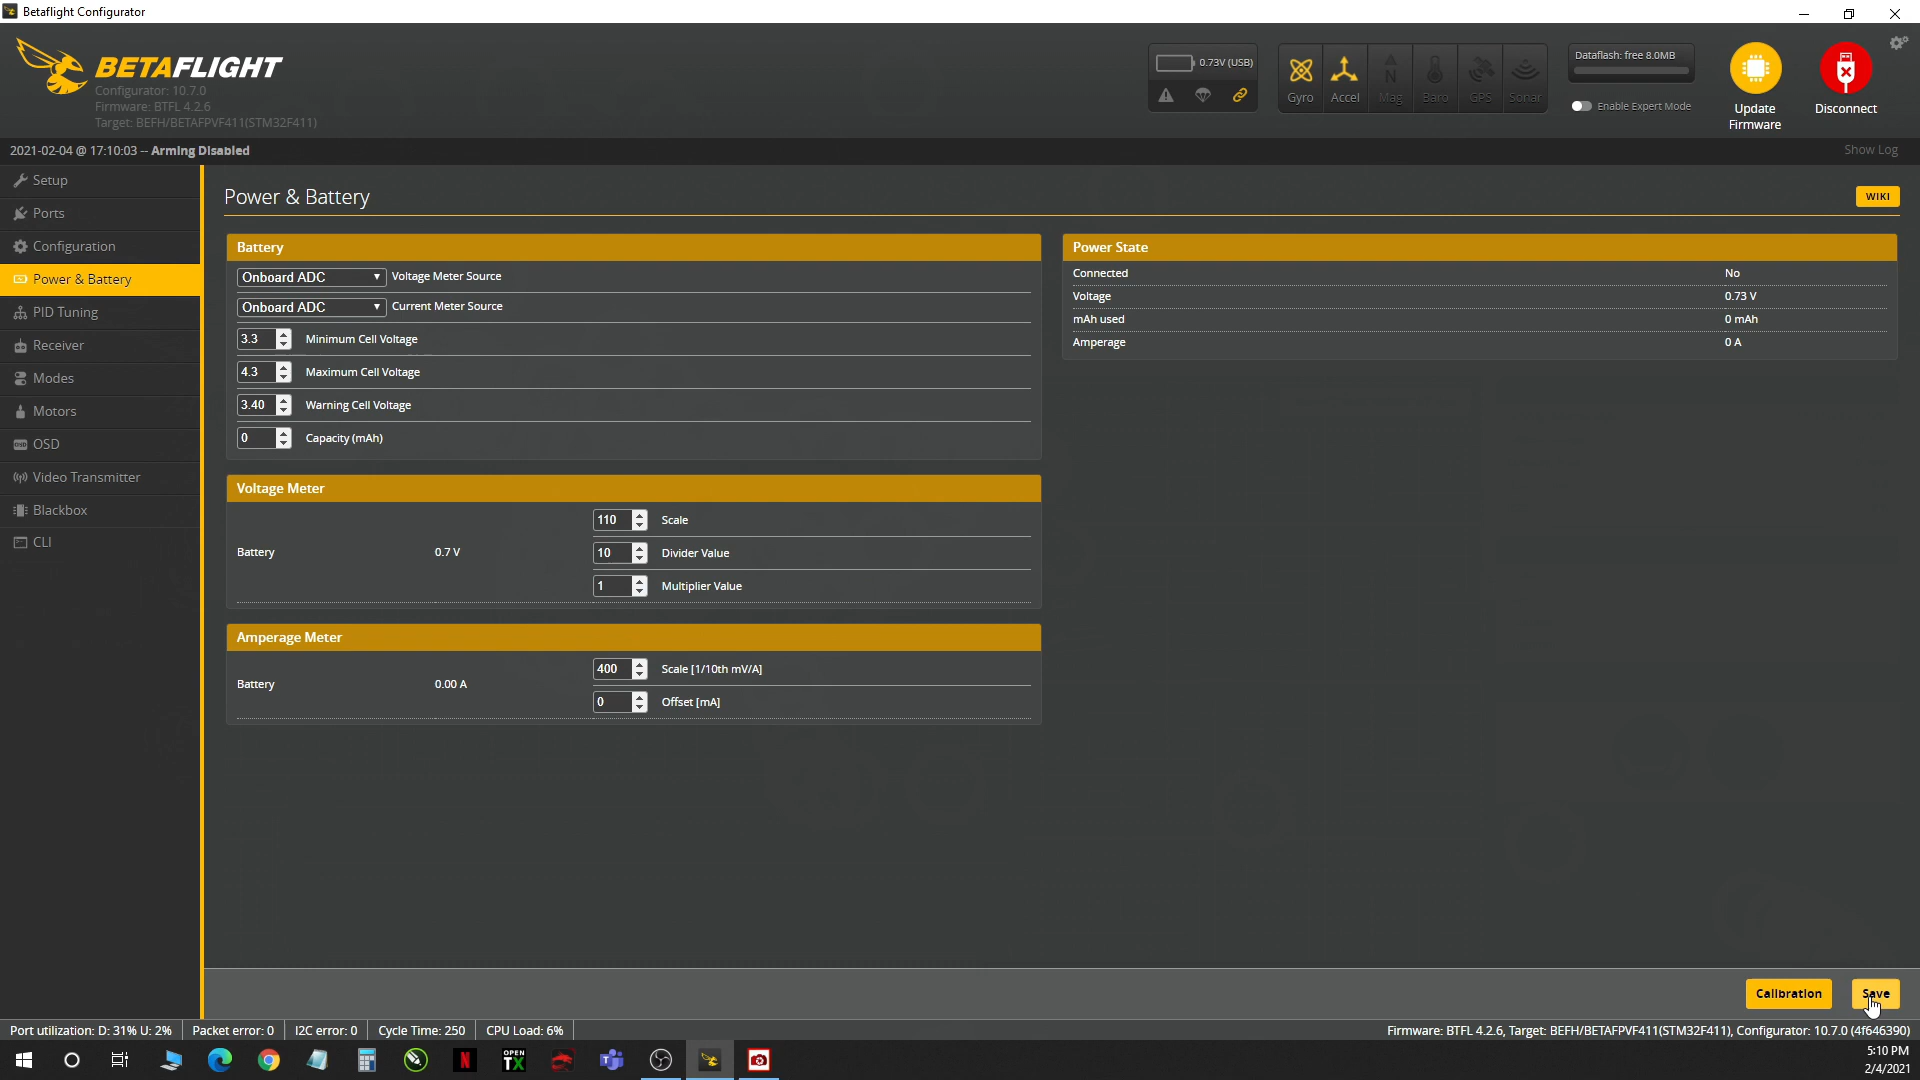 Betaflight Configurator
BETAFLIGHT
Configurator: 10.7.0
Firmware: BTFL 4.2.6
Target: BEFH/BETAFPVF411(STM32F411)
0.73V (USB)
Gyro
Accel
N
Mag
Baro
GPS
Sonar
Dataflash: free 8.0MB
Enable Expert Mode
Update
Firmware
Disconnect
2021-02-04 @ 17:10:03 -- Arming Disabled
Show Log
Setup
Ports
Configuration
Power & Battery
PID Tuning
Receiver
Modes
Motors
OSD
Video Transmitter
Blackbox
CLI
Power & Battery
WIKI
Battery
Onboard ADC Voltage Meter Source
Onboard ADC Current Meter Source
3.3 Minimum Cell Voltage
4.3 Maximum Cell Voltage
3.40 Warning Cell Voltage
0 Capacity (mAh)
Power State
Connected No
Voltage 0.73 V
mAh used 0 mAh
Amperage 0 A
Voltage Meter
110 Scale
Battery 0.7 V 10 Divider Value
1 Multiplier Value
Amperage Meter
400 Scale [1/10th mV/A]
Battery 0.00 A
0 Offset [mA]
Calibration
Save
Port utilization: D: 31% U: 2% Packet error: 0 I2C error: 0 Cycle Time: 250 CPU Load: 6% Firmware: BTFL 4.2.6, Target: BEFH/BETAFPVF411(STM32F411), Configurator: 10.7.0 (4f646390)
N
OPEN
TX
5:10 PM
2/4/2021